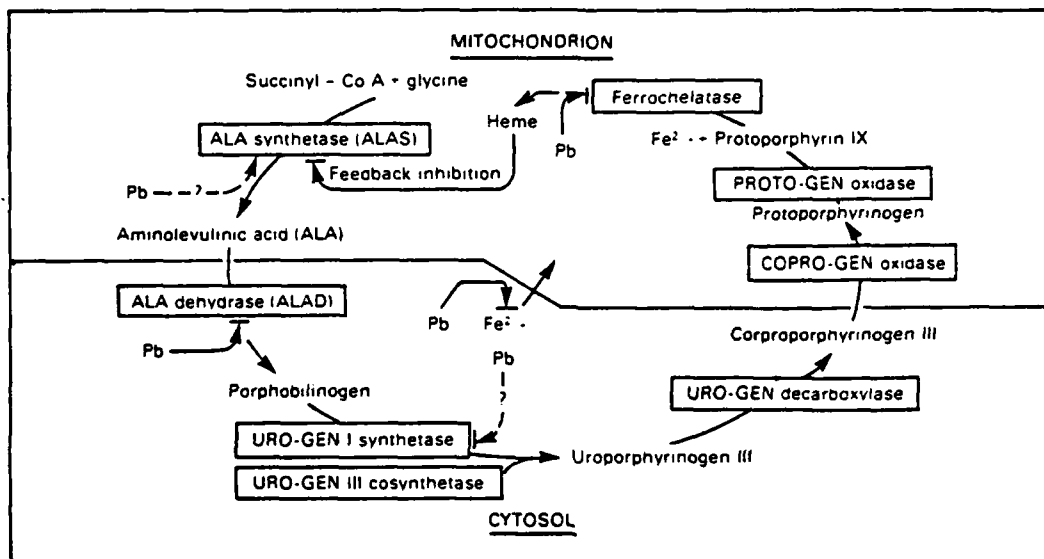 MITOCHONDRION
Succinyl - Co A + glycine
Ferrochelatase
Heme
Pb
ALA synthetase (ALAS)
Fe2 - + Protoporphyrin IX
Feedback inhibition
Pb - ? -
PROTO-GEN oxidase
Protoporphyrinogen
Aminolevulinic acid (ALA)
COPRO-GEN oxidase
ALA dehydrase (ALAD)
Pb
Fe2 -
Corproporphyrinogen III
Pb
Pb
?
Porphobilinogen
URO-GEN decarboxylase
URO-GEN I synthetase
Uroporphyrinogen III
URO-GEN III cosynthetase
CYTOSOL